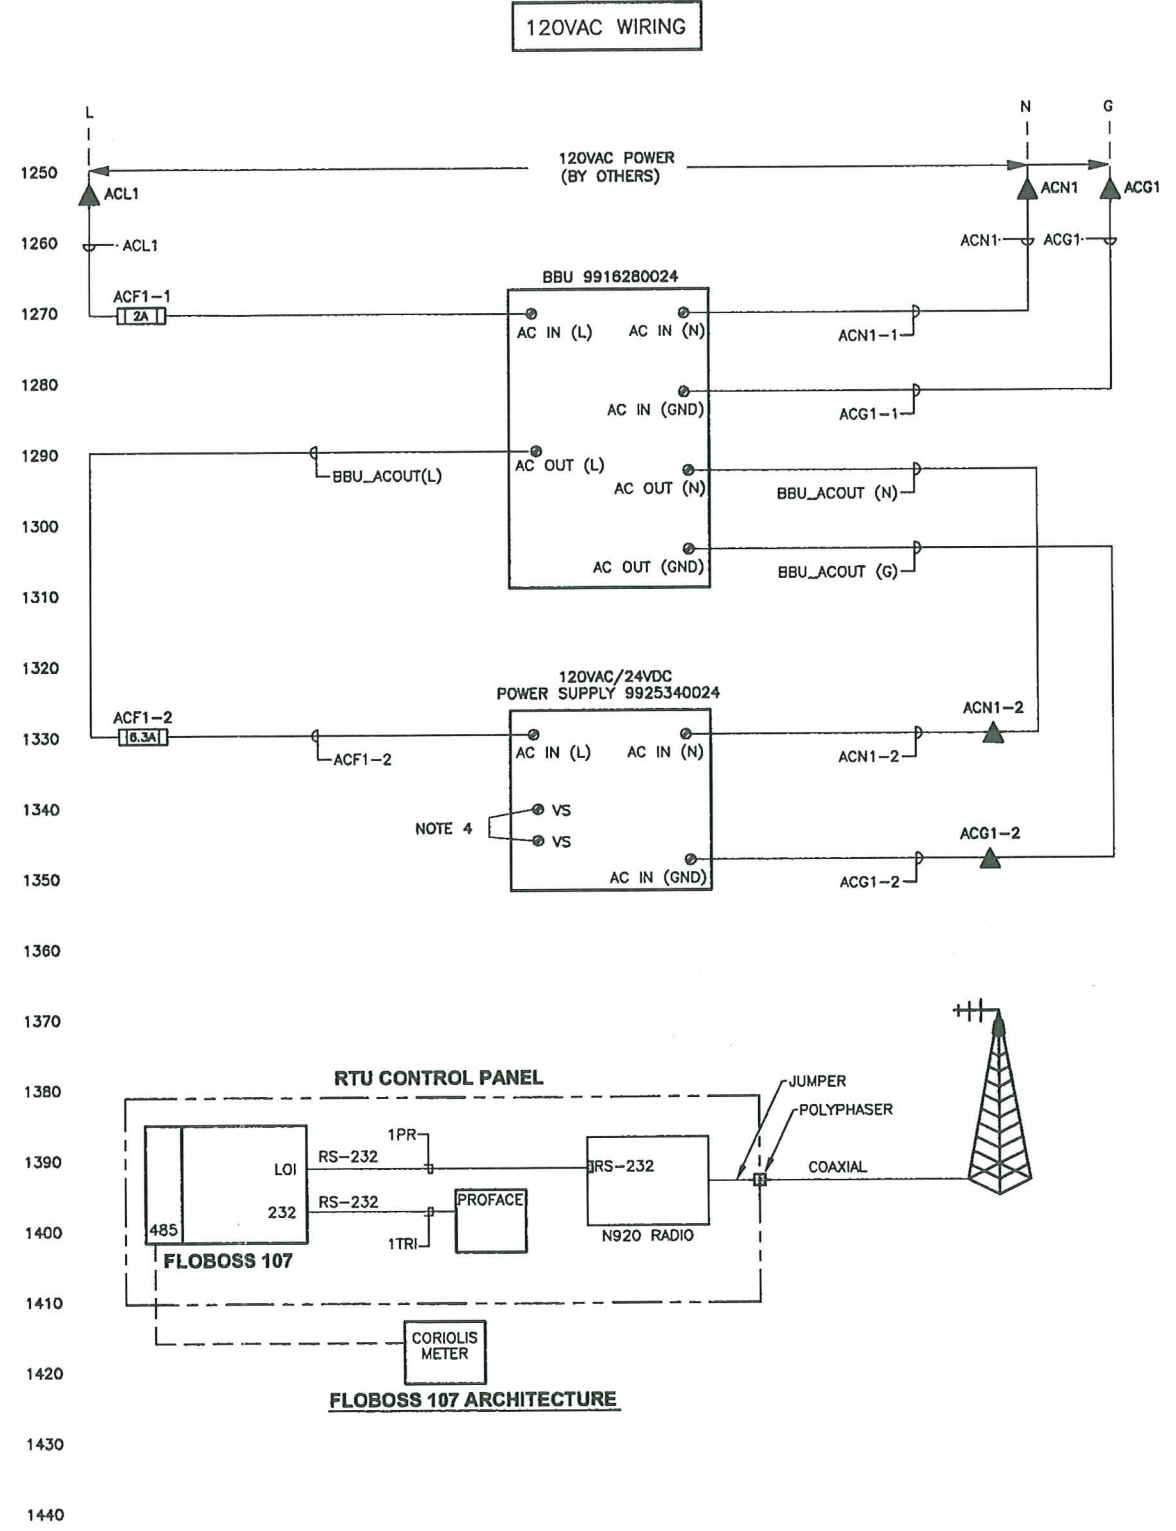 120VAC WIRING
L N G
1250 120VAC POWER
(BY OTHERS)
ACL1 ACN1 ACG1
1260 ACL1 ACN1 ACG1
BBU 9916280024
ACF1-1
1270 2A
AC IN (L) AC IN (N) ACN1-1
1280
AC IN (GND) ACG1-1
1290
BBU_ACOUT(L) AC OUT (L)
AC OUT (N) BBU_ACOUT (N)
1300
AC OUT (GND) BBU_ACOUT (G)
1310
1320
120VAC/24VDC
POWER SUPPLY 9925340024
ACF1-2 ACN1-2
1330 6.3A
ACF1-2 AC IN (L) AC IN (N) ACN1-2
1340 VS
NOTE 4 ACG1-2
VS
1350 AC IN (GND) ACG1-2
1360
1370
RTU CONTROL PANEL
1380 JUMPER
POLYPHASER
1PR
1390 LOI RS-232 RS-232 COAXIAL
232 RS-232 PROFACE
1400 485 1TRI N920 RADIO
FLOBOSS 107
1410
CORIOLIS
METER
1420
FLOBOSS 107 ARCHITECTURE
1430
1440